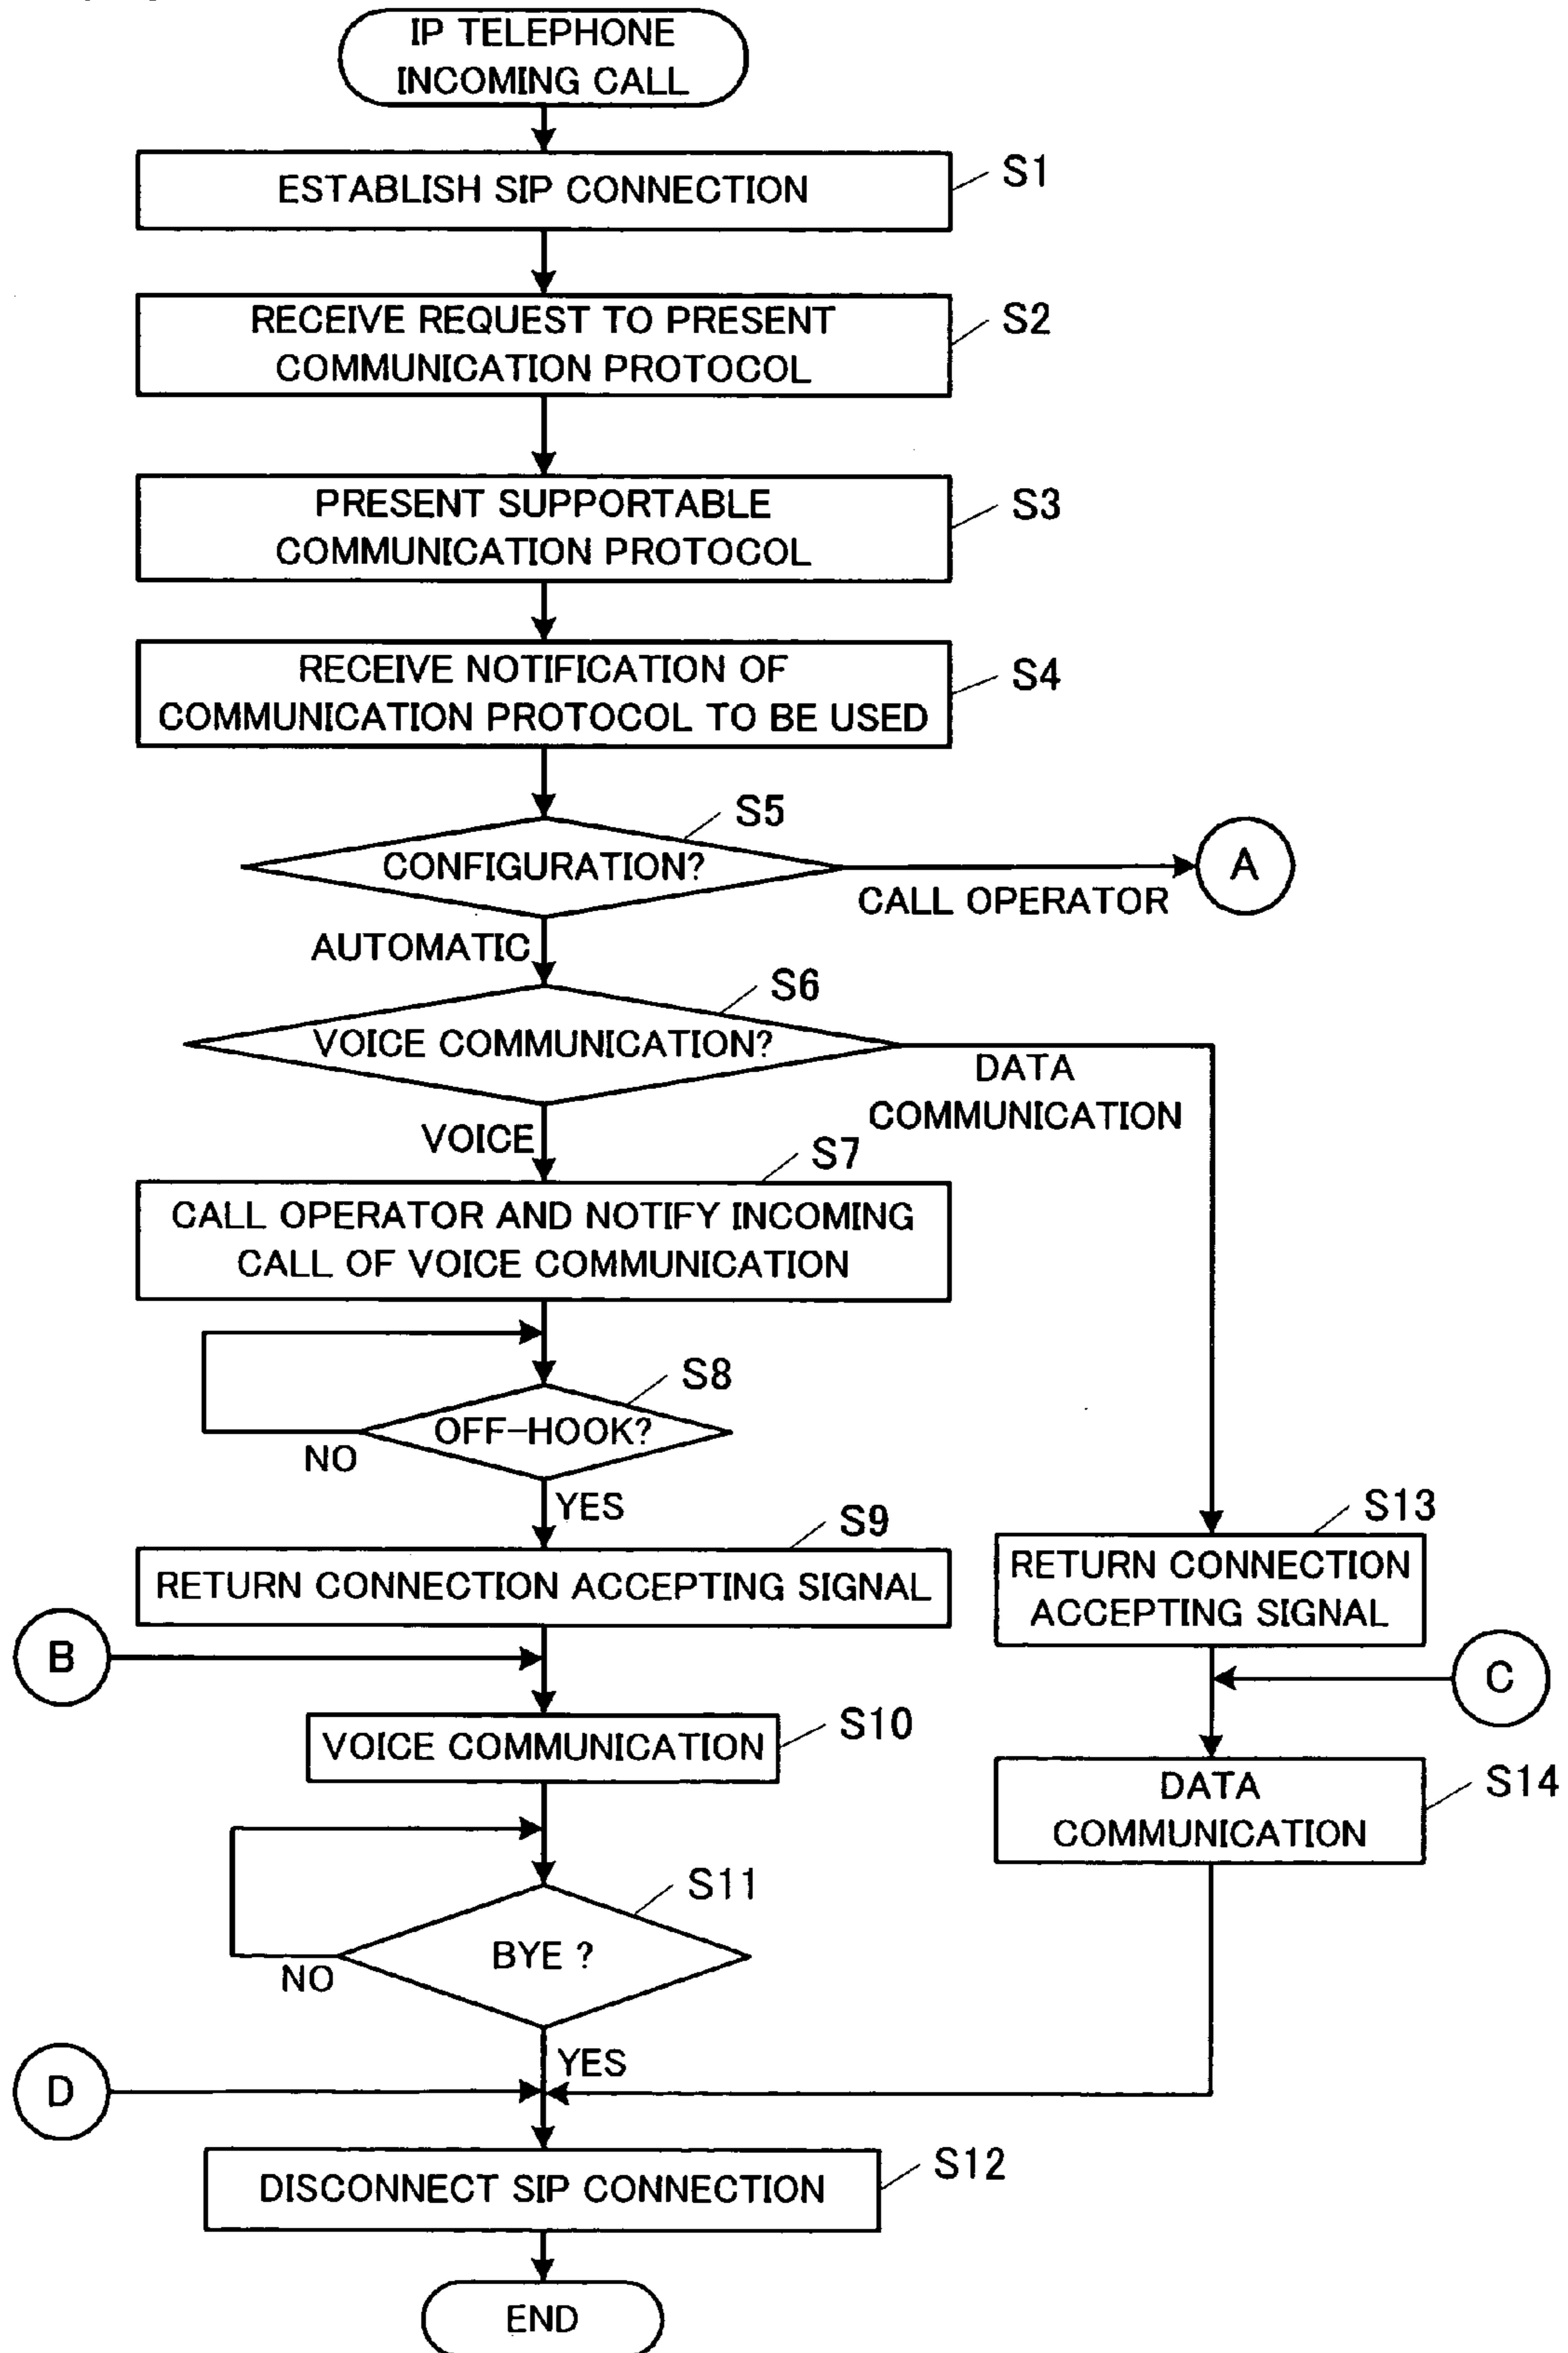 IP TELEPHONE
INCOMING CALL
ESTABLISH SIP CONNECTION
S1
RECEIVE REQUEST TO PRESENT
COMMUNICATION PROTOCOL
S2
PRESENT SUPPORTABLE
COMMUNICATION PROTOCOL
S3
RECEIVE NOTIFICATION OF
COMMUNICATION PROTOCOL TO BE USED
S4
S5
CONFIGURATION?
CALL OPERATOR
A
AUTOMATIC
S6
VOICE COMMUNICATION?
DATA
COMMUNICATION
VOICE
S7
CALL OPERATOR AND NOTIFY INCOMING
CALL OF VOICE COMMUNICATION
S8
OFF-HOOK?
NO
YES
S9
RETURN CONNECTION ACCEPTING SIGNAL
S13
RETURN CONNECTION
ACCEPTING SIGNAL
B
C
VOICE COMMUNICATION
S10
DATA
COMMUNICATION
S14
S11
BYE ?
NO
YES
D
DISCONNECT SIP CONNECTION
S12
END